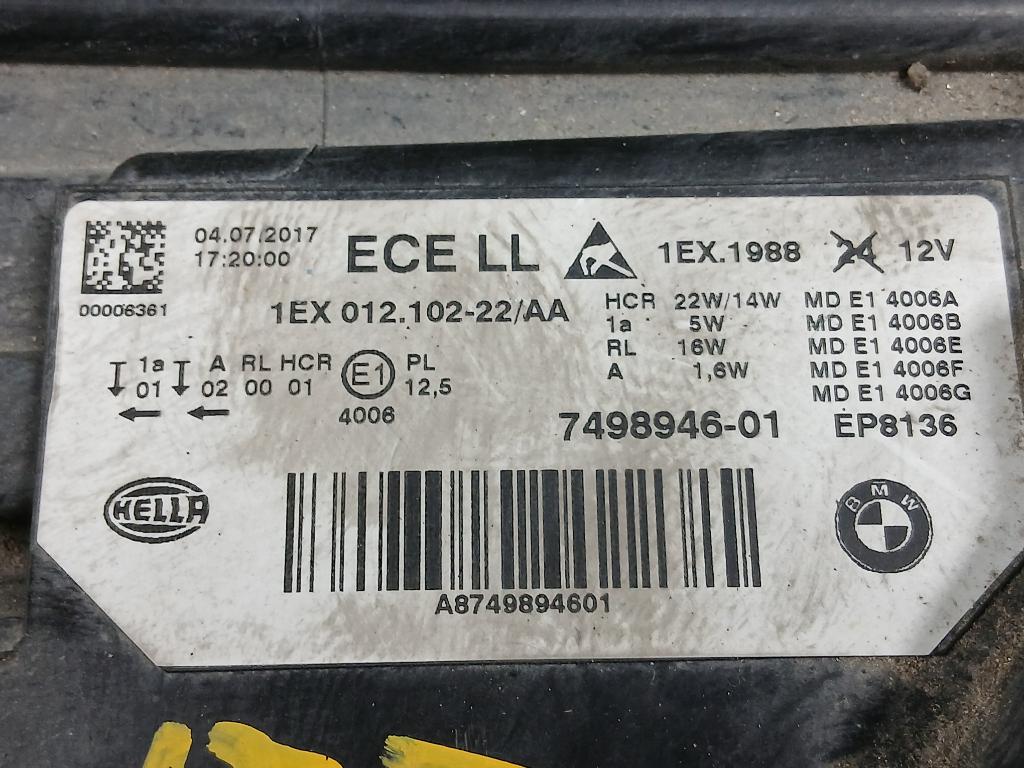 04.07.2017
17:20:00
00006361
ECE LL
1EX.1988 24 12V
1EX 012.102-22/AA
HCR 22W/14W MD E1 4006A
1a 5W MD E1 4006B
RL 16W MD E1 4006E
A 1,6W MD E1 4006F
MD E1 4006G
1a A RL HCR E1 PL
01 02 00 01 12,5
4006
7498946-01 EP8136
HELLA
BMW
A8749894601